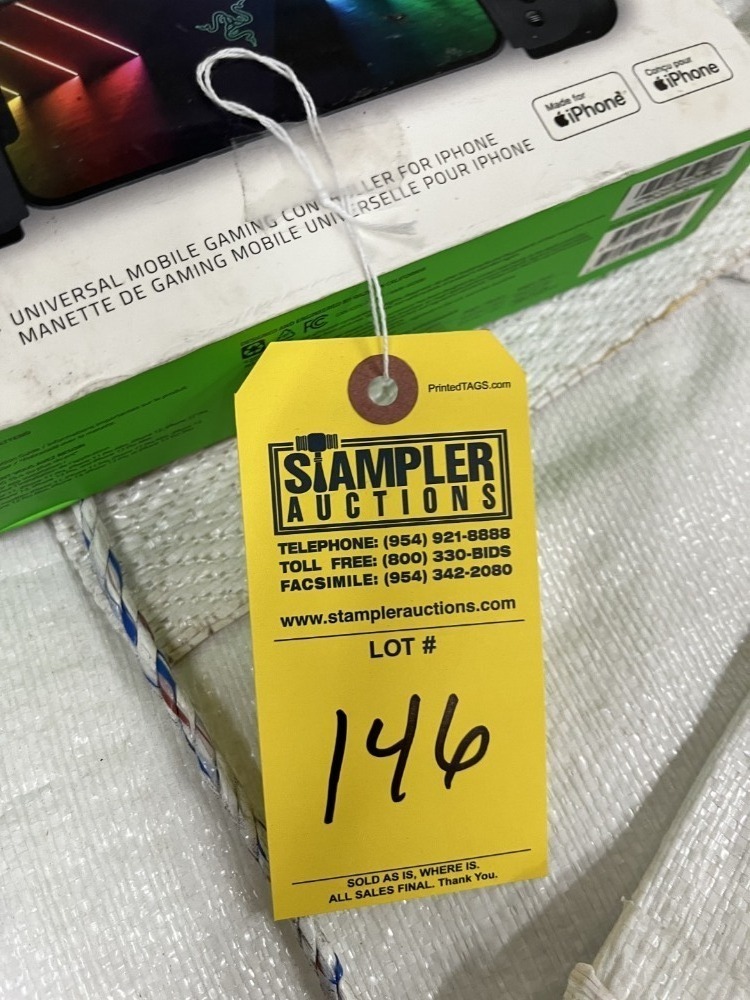 Made for
iPhone
Conçu pour
iPhone
UNIVERSAL MOBILE GAMING CONTROLLER FOR IPHONE
MANETTE DE GAMING MOBILE UNIVERSELLE POUR IPHONE
FC
PrintedTAGS.com
STAMPLER
AUCTIONS
TELEPHONE: (954) 921-8888
TOLL FREE: (800) 330-BIDS
FACSIMILE: (954) 342-2080
www.stamplerauctions.com
LOT #
146
SOLD AS IS, WHERE IS.
ALL SALES FINAL. Thank You.